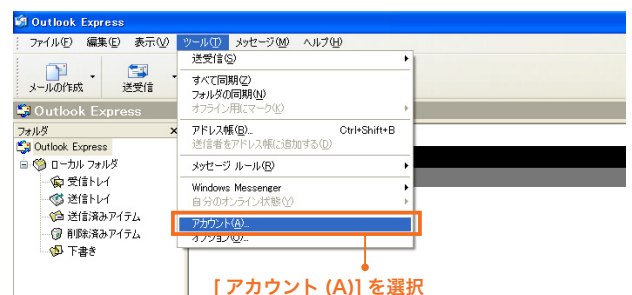 Outlook Express
ファイル(F) 編集(E) 表示(V) ツール(T) メッセージ(M) ヘルプ(H)
メールの作成 送受信
送受信(S)
すべて同期(Z)
フォルダの同期(N)
オフライン用にマーク(K)
アドレス帳(B)... Ctrl+Shift+B
送信者をアドレス帳に追加する(D)
メッセージ ルール(R)
Windows Messenger
自分のオンライン状態(Y)
アカウント(A)...
オプション(O)...
Outlook Express
フォルダ ×
Outlook Express
ローカル フォルダ
受信トレイ
送信トレイ
送信済みアイテム
削除済みアイテム
下書き
[ アカウント (A)] を選択